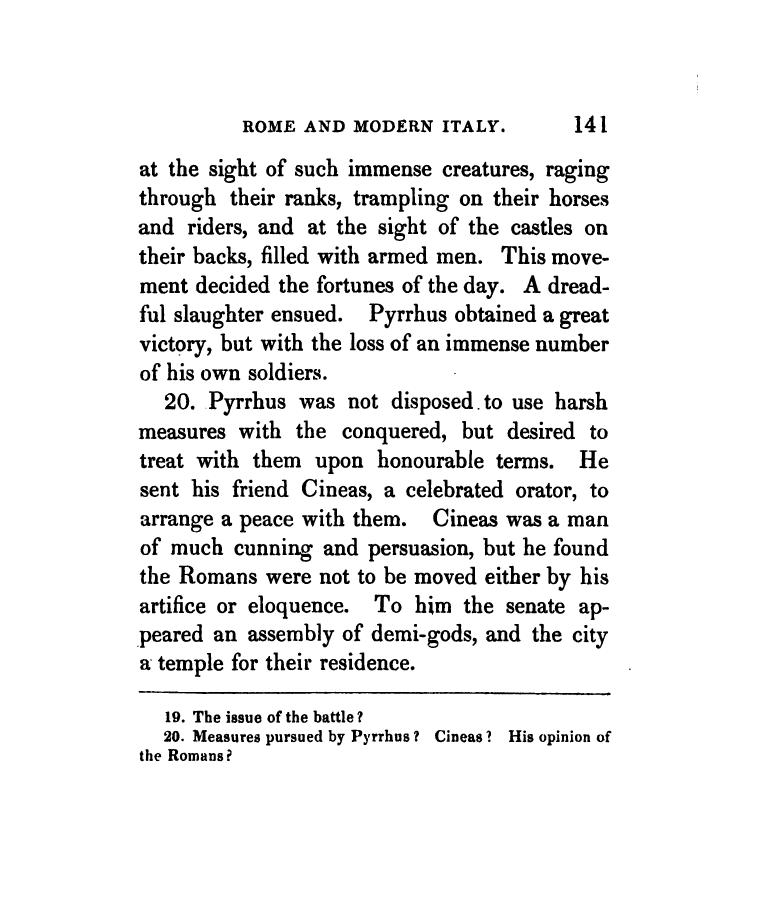 ROME AND MODERN ITALY. 141
at the sight of such immense creatures, raging
through their ranks, trampling on their horses
and riders, and at the sight of the castles on
their backs, filled with armed men. This move-
ment decided the fortunes of the day. A dread-
ful slaughter ensued. Pyrrhus obtained a great
victory, but with the loss of an immense number
of his own soldiers.
20. Pyrrhus was not disposed to use harsh
measures with the conquered, but desired to
treat with them upon honourable terms. He
sent his friend Cineas, a celebrated orator, to
arrange a peace with them. Cineas was a man
of much cunning and persuasion, but he found
the Romans were not to be moved either by his
artifice or eloquence. To him the senate ap-
peared an assembly of demi-gods, and the city
a temple for their residence.
19. The issue of the battle?
20. Measures pursued by Pyrrhus? Cineas? His opinion of
the Romans?